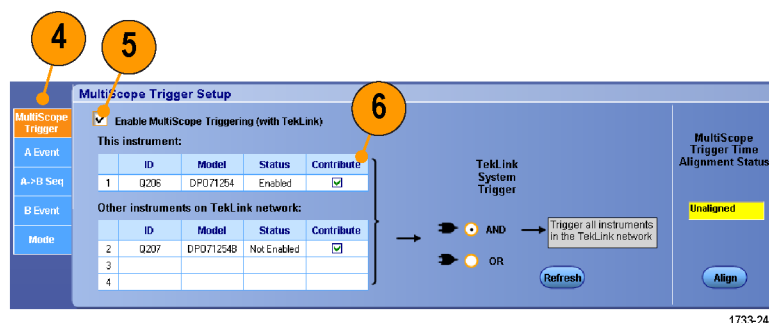 4
5
6
MultiScope Trigger Setup
MultiScope
Trigger
A Event
A->B Seq
B Event
Mode
Enable MultiScope Triggering (with TekLink)
This instrument:
ID Model Status Contribute
1 Q206 DPO71254 Enabled
Other instruments on TekLink network:
ID Model Status Contribute
2 Q207 DPO71254B Not Enabled
3
4
TekLink
System
Trigger
AND
OR
Trigger all instruments
in the TekLink network
Refresh
MultiScope
Trigger Time
Alignment Status
Unaligned
Align
1733-24